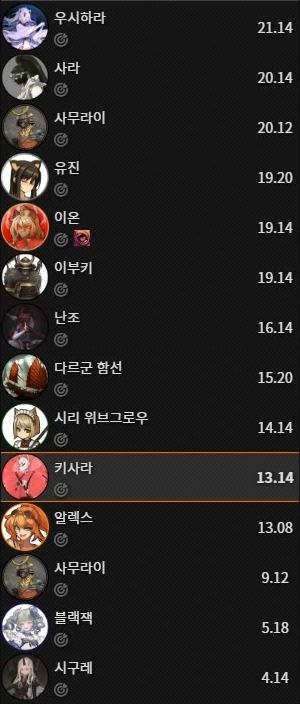 우시하라
21.14
사라
20.14
사무라이
20.12
유진
19.20
이온
19.14
이부키
19.14
난조
16.14
다르군 함선
15.20
시리 위브그로우
14.14
키사라
13.14
알렉스
13.08
사무라이
9.12
블랙잭
5.18
시구레
4.14